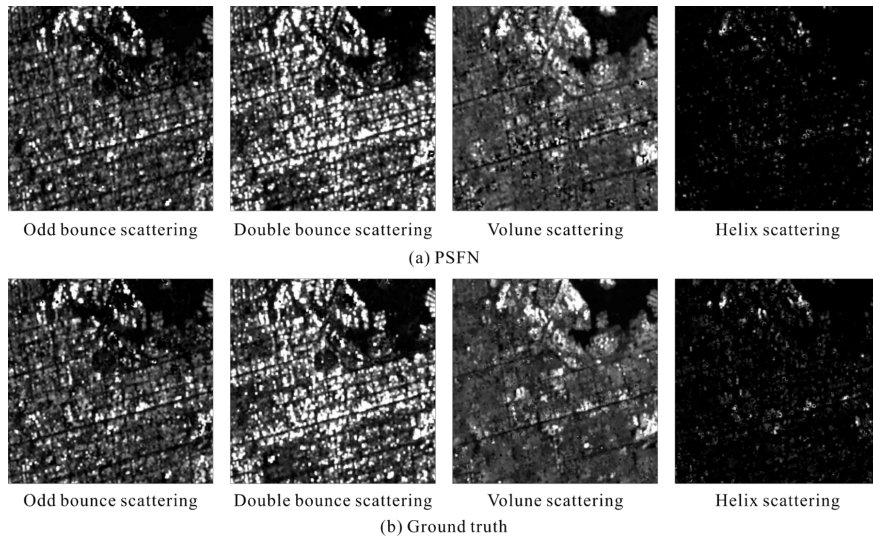 Odd bounce scattering Double bounce scattering Volune scattering Helix scattering
(a) PSFN
Odd bounce scattering Double bounce scattering Volune scattering Helix scattering
(b) Ground truth